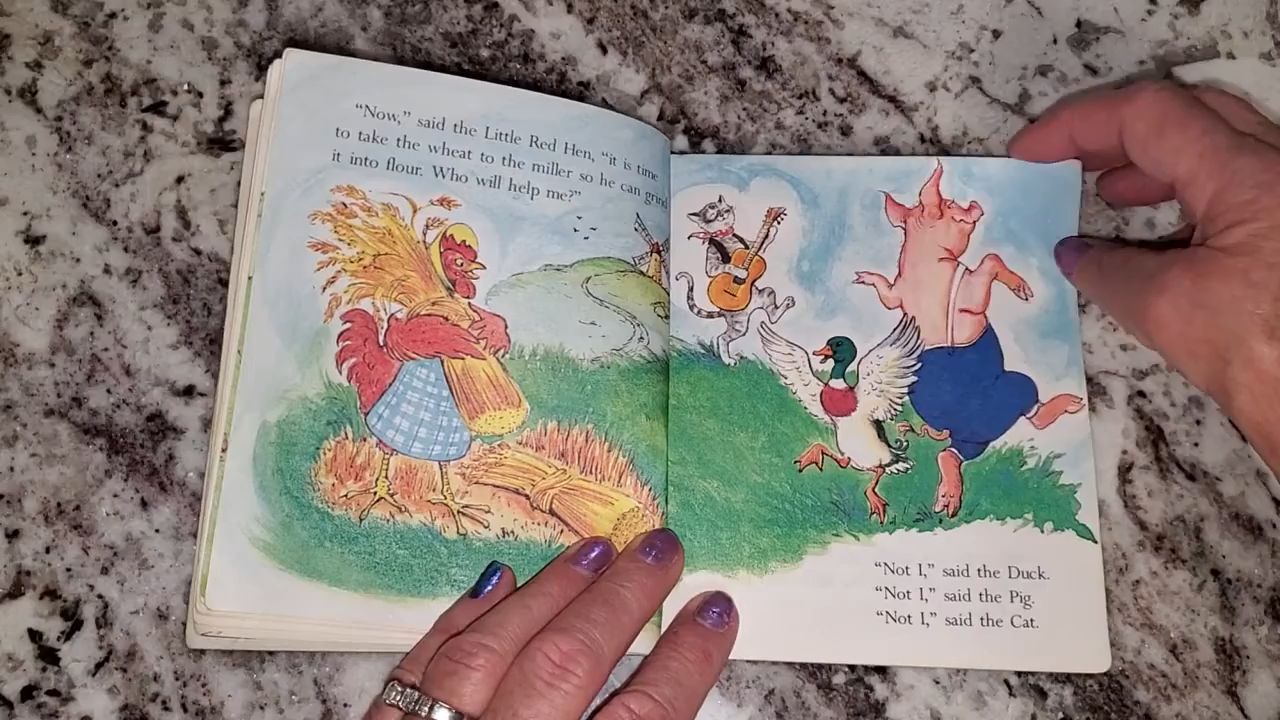 “Now,” said the Little Red Hen, “it is time
to take the wheat to the miller so he can grind
it into flour. Who will help me?”
“Not I,” said the Duck.
“Not I,” said the Pig.
“Not I,” said the Cat.